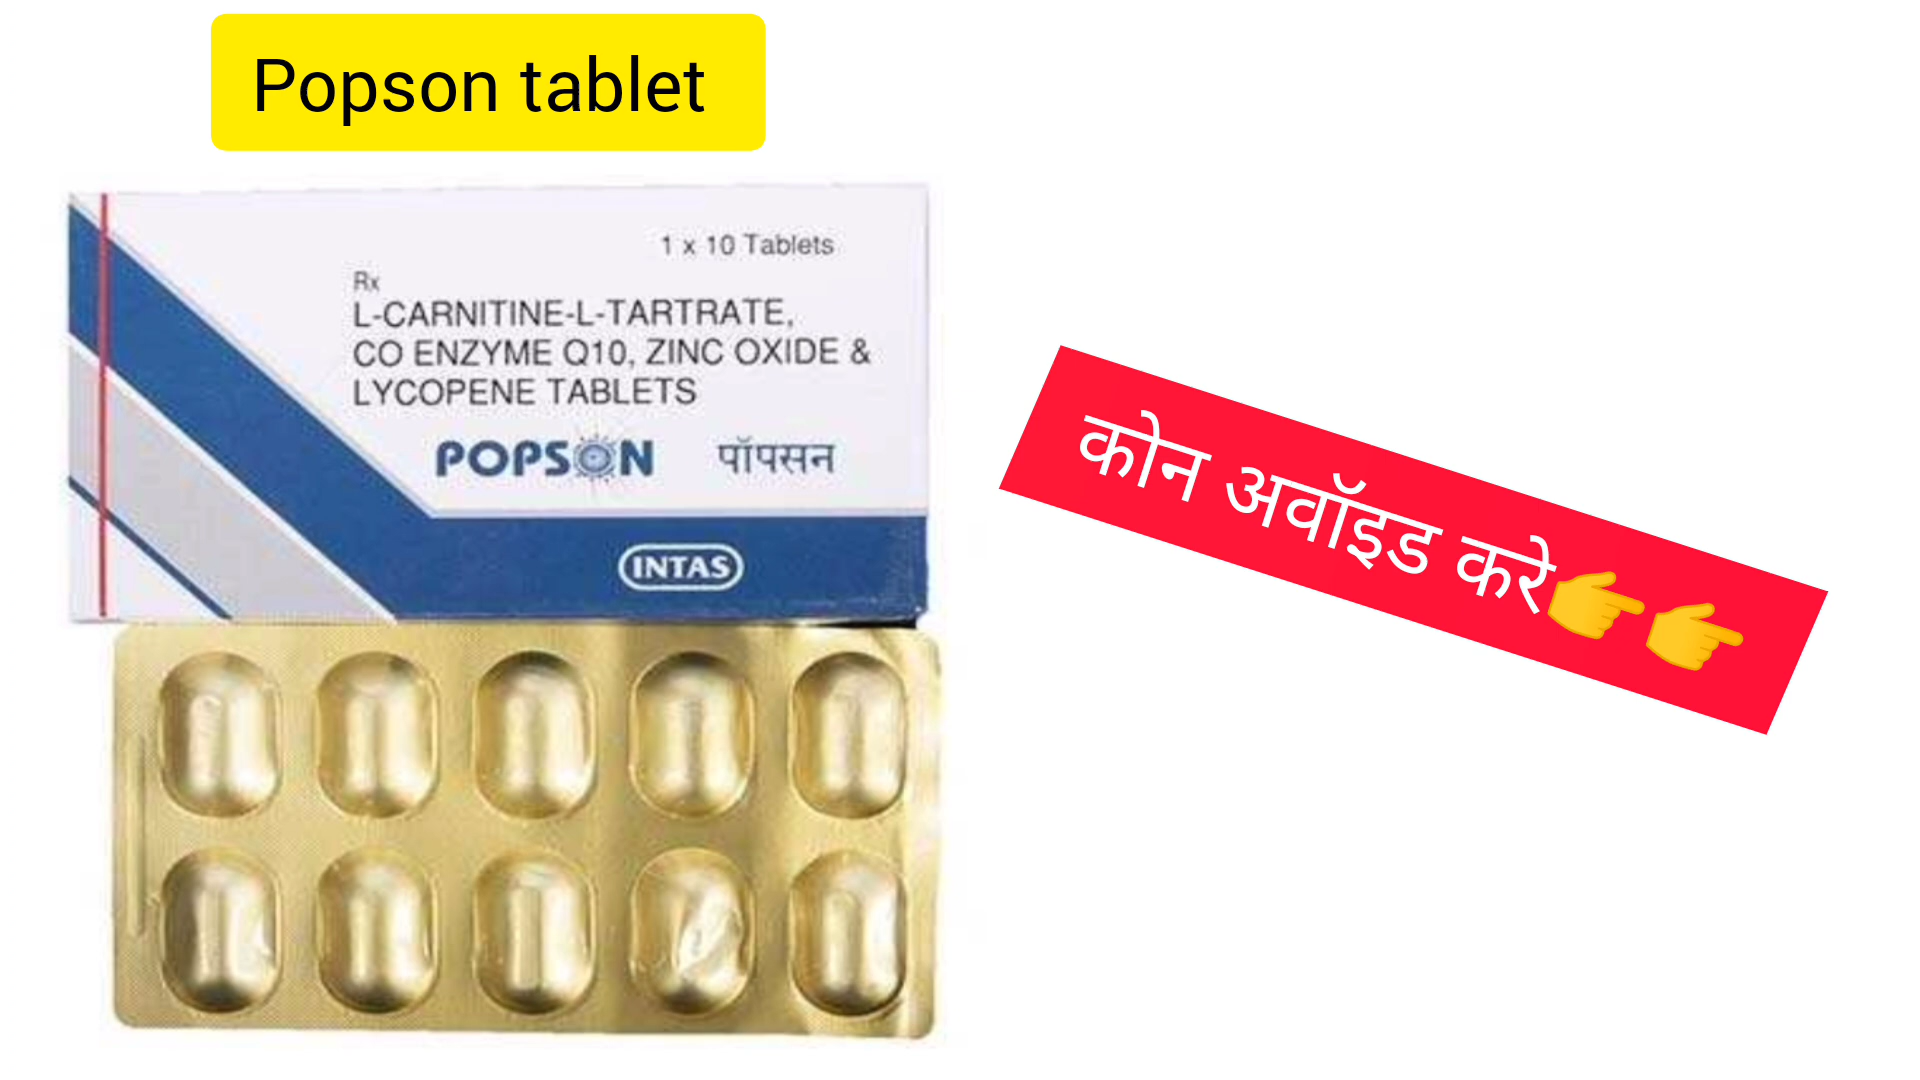 Popson tablet
1 x 10 Tablets
Rx
L-CARNITINE-L-TARTRATE,
CO ENZYME Q10, ZINC OXIDE &
LYCOPENE TABLETS
POPSON पॉपसन
INTAS
कोन अवॉइड करे👉👉